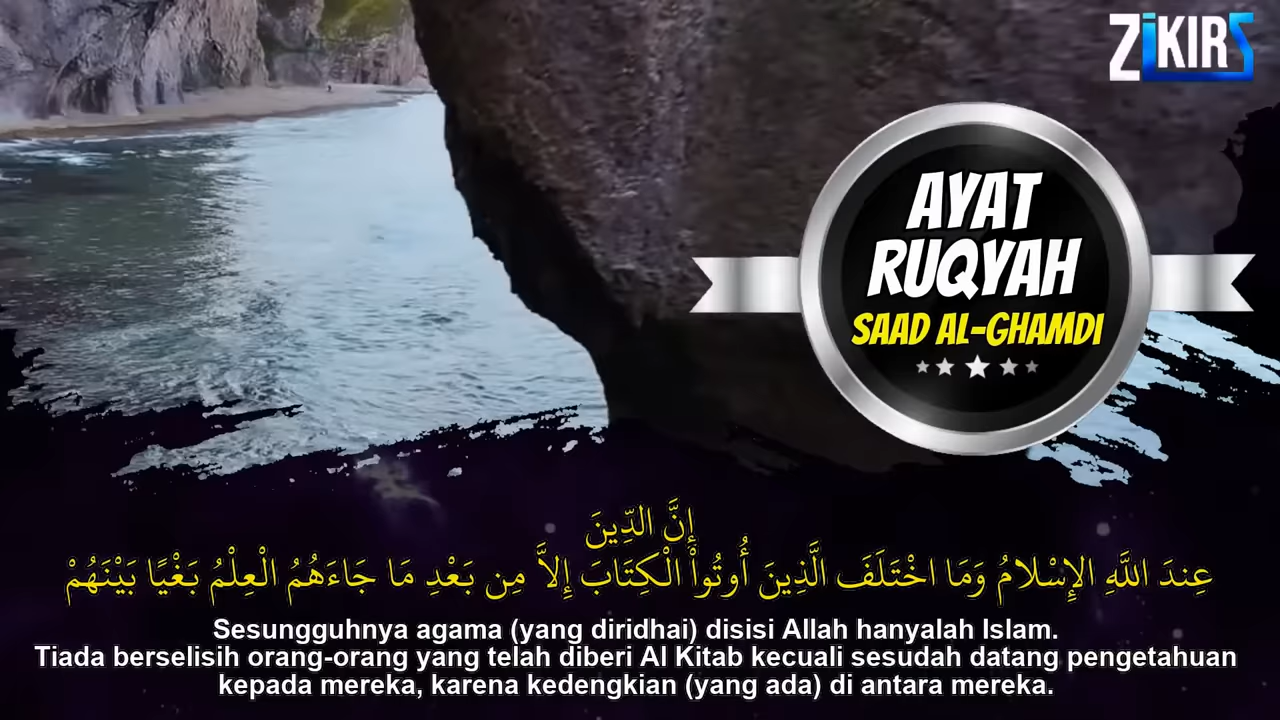 ZiKIRS
AYAT
RUQYAH
SAAD AL-GHAMDI
إِنَّ الدِّينَ
عِندَ اللَّهِ الإِسْلامُ وَمَا اخْتَلَفَ الَّذِينَ أُوتُواْ الْكِتَابَ إِلاَّ مِن بَعْدِ مَا جَاءَهُمُ الْعِلْمُ بَغْيًا بَيْنَهُمْ
Sesungguhnya agama (yang diridhai) disisi Allah hanyalah Islam.
Tiada berselisih orang-orang yang telah diberi Al Kitab kecuali sesudah datang pengetahuan
kepada mereka, karena kedengkian (yang ada) di antara mereka.